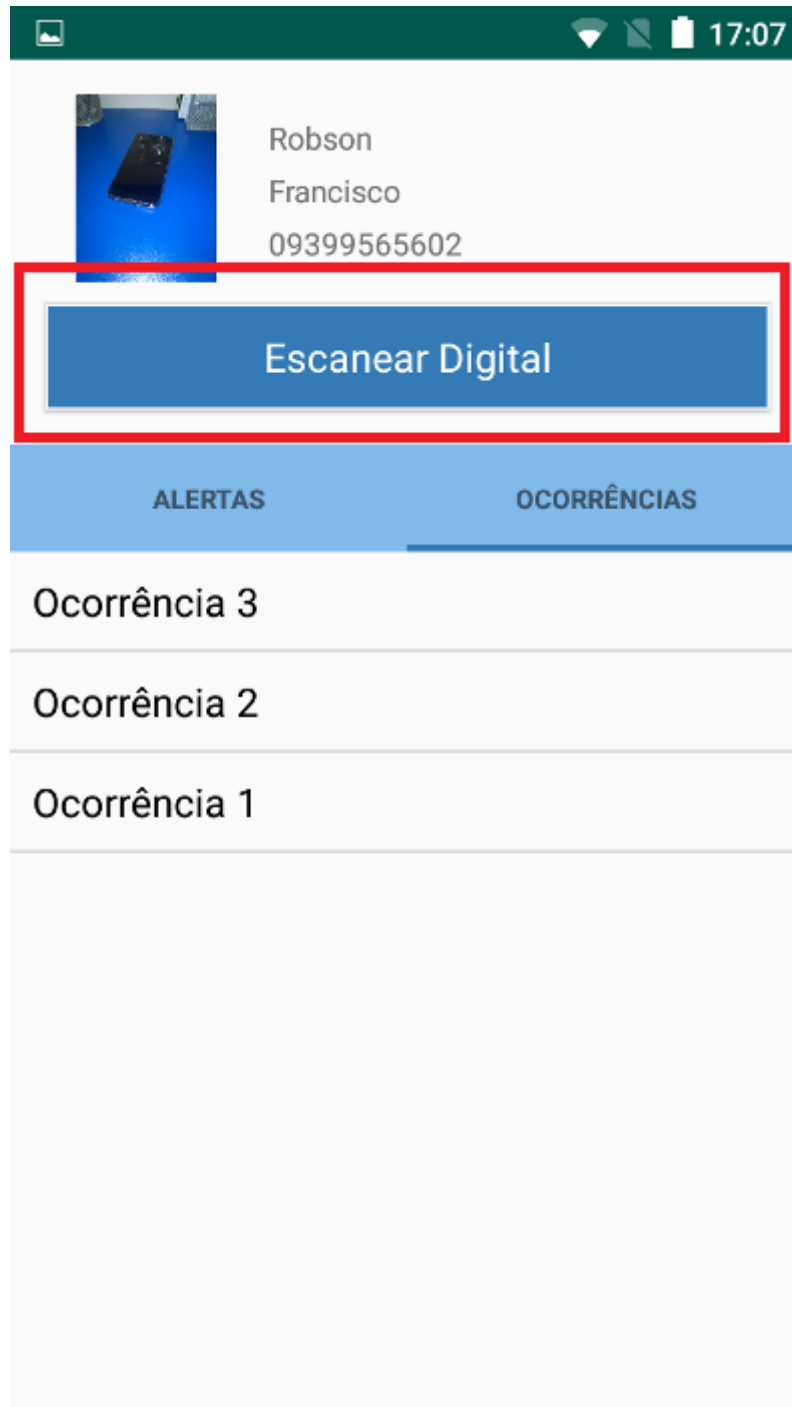 17:07
Robson
Francisco
09399565602
Escanear Digital
ALERTAS
OCORRÊNCIAS
Ocorrência 3
Ocorrência 2
Ocorrência 1